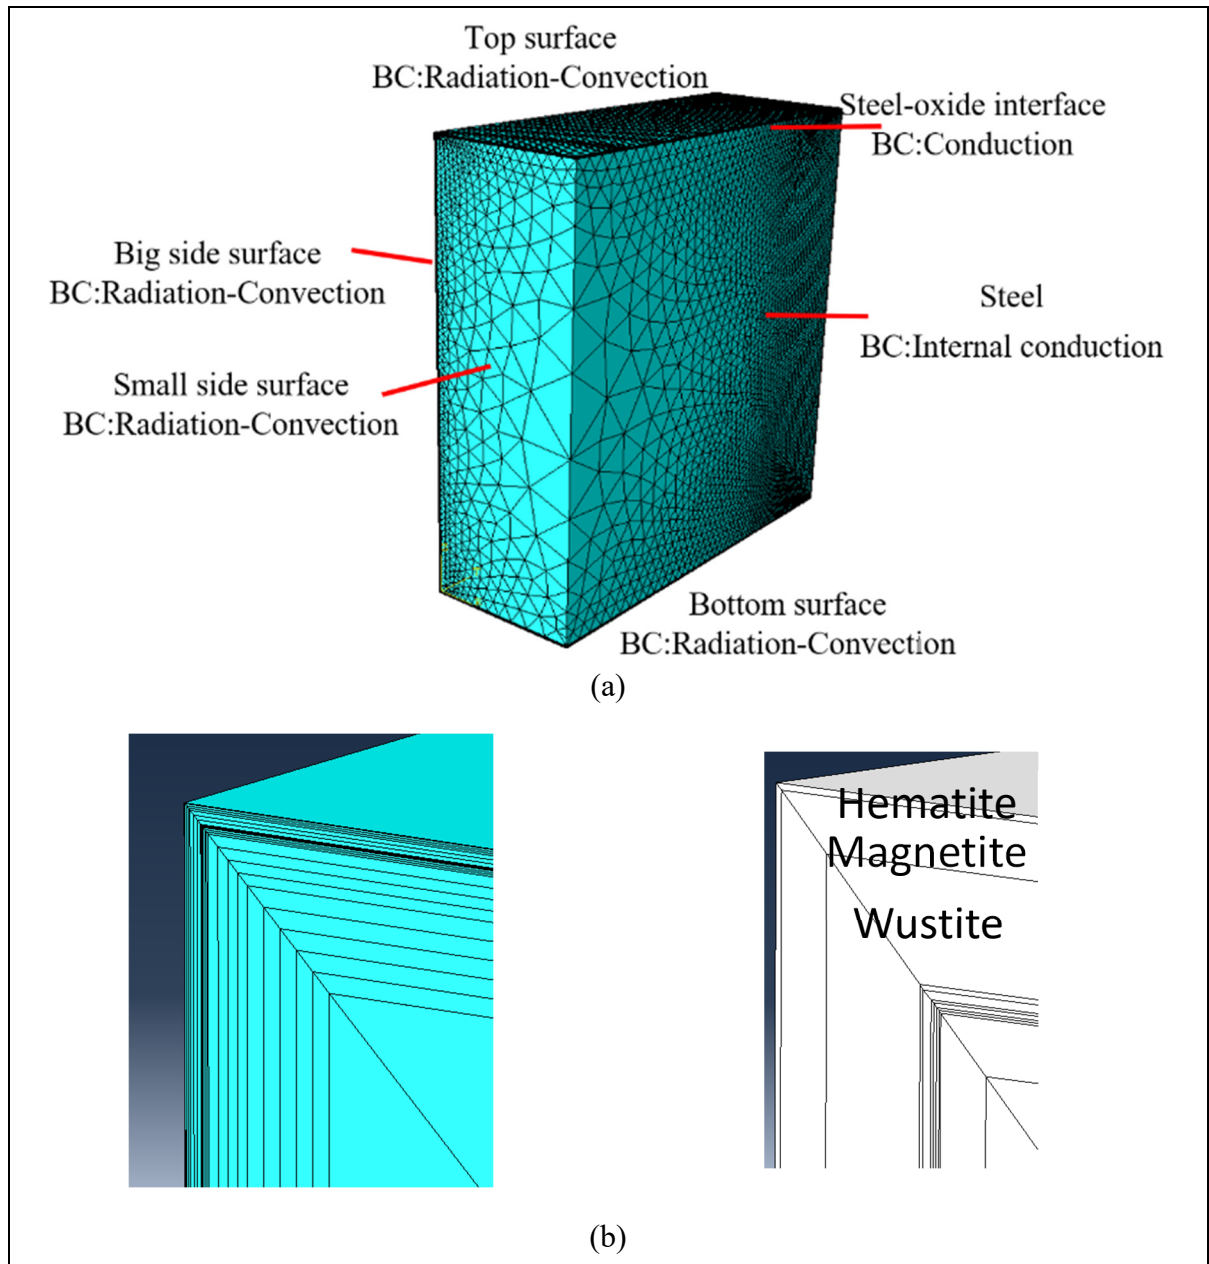 Top surface
BC:Radiation-Convection
Steel-oxide interface
BC:Conduction
Big side surface
BC:Radiation-Convection
Steel
BC:Internal conduction
Small side surface
BC:Radiation-Convection
Bottom surface
BC:Radiation-Convection
(a)
Hematite
Magnetite
Wustite
(b)